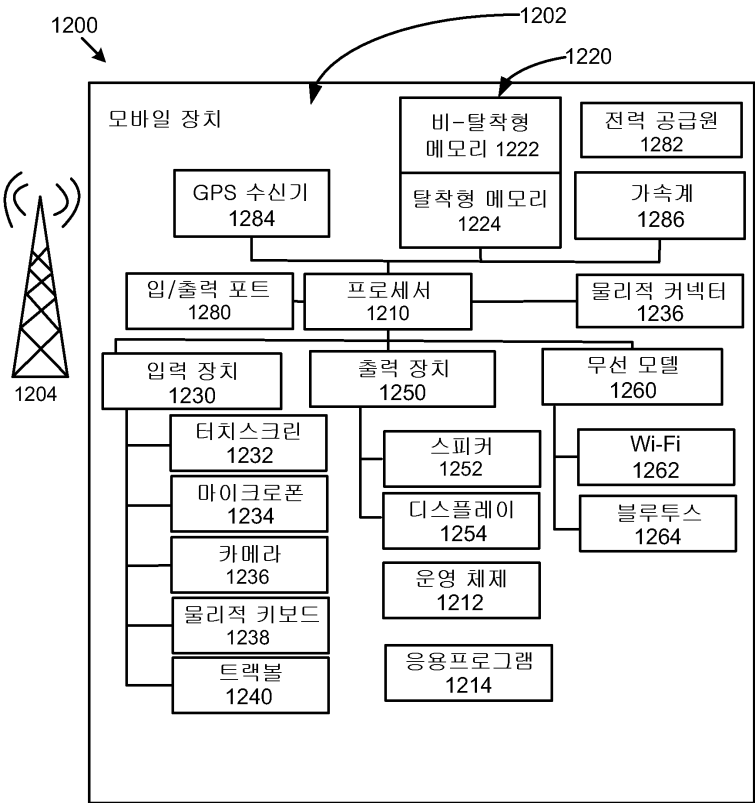 1200
1202
1220
모바일 장치
비-탈착형
메모리 1222
전력 공급원
1282
GPS 수신기
1284
탈착형 메모리
1224
가속계
1286
입/출력 포트
1280
프로세서
1210
물리적 커넥터
1236
1204
입력 장치
1230
출력 장치
1250
무선 모델
1260
터치스크린
1232
스피커
1252
Wi-Fi
1262
마이크로폰
1234
디스플레이
1254
블루투스
1264
카메라
1236
운영 체제
1212
물리적 키보드
1238
응용프로그램
1214
트랙볼
1240